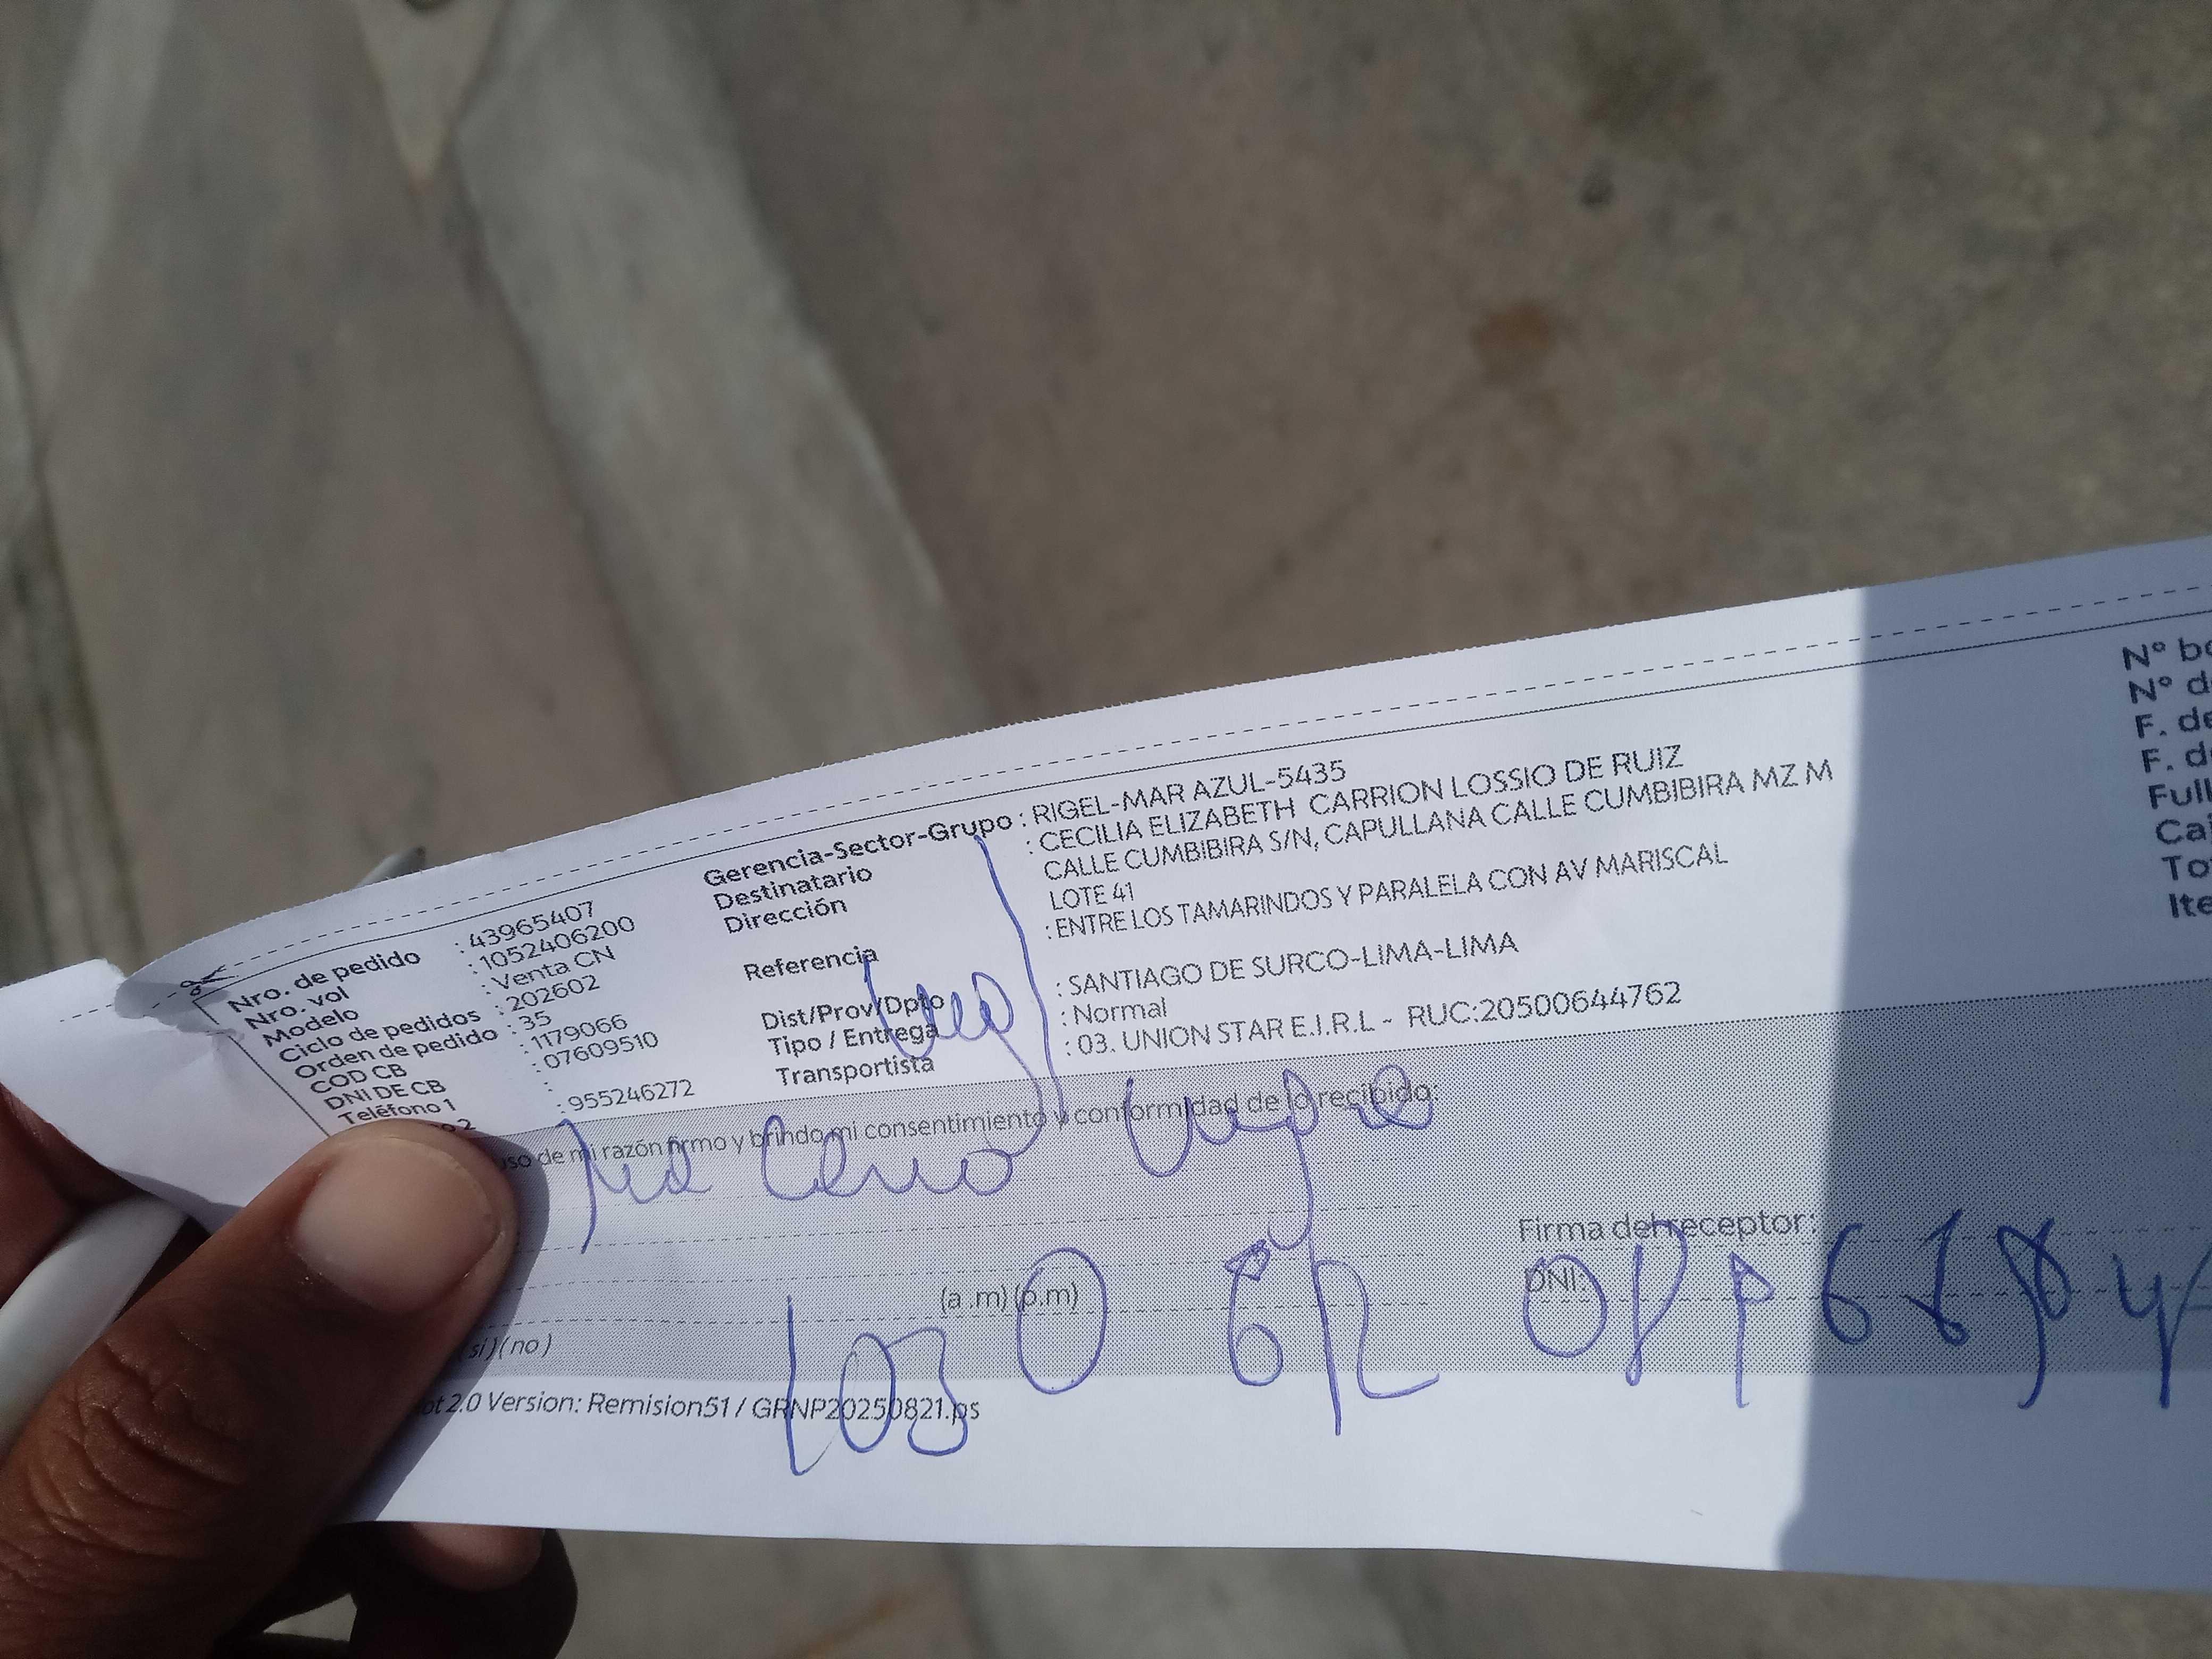 Nro. de pedido : 43965407
Nro. vol : 1052406200
Modelo : Venta CN
Ciclo de pedidos : 202602
Orden de pedido : 35
COD CB : 1179066
DNI DE CB : 07609510
Teléfono 1 :
o 2 : 955246272
Gerencia-Sector-Grupo : RIGEL-MAR AZUL-5435
Destinatario : CECILIA ELIZABETH CARRION LOSSIO DE RUIZ
Dirección CALLE CUMBIBIRA S/N, CAPULLANA CALLE CUMBIBIRA MZ M
LOTE 41
Referencia : ENTRE LOS TAMARINDOS Y PARALELA CON AV MARISCAL
Dist/Prov/Dpto : SANTIAGO DE SURCO-LIMA-LIMA
Tipo / Entrega : Normal
Transportista : 03. UNION STAR E.I.R.L - RUC:20500644762
N° bo
N° d
F. de
F. d
Full
Caj
To
Ite
uso de mi razón firmo y brindo mi consentimiento y conformidad de lo recibido:
Firma del receptor:
(a .m) (p.m) DNI:
( si ) ( no )
ot 2.0 Version: Remision51 / GRNP20250821.ps